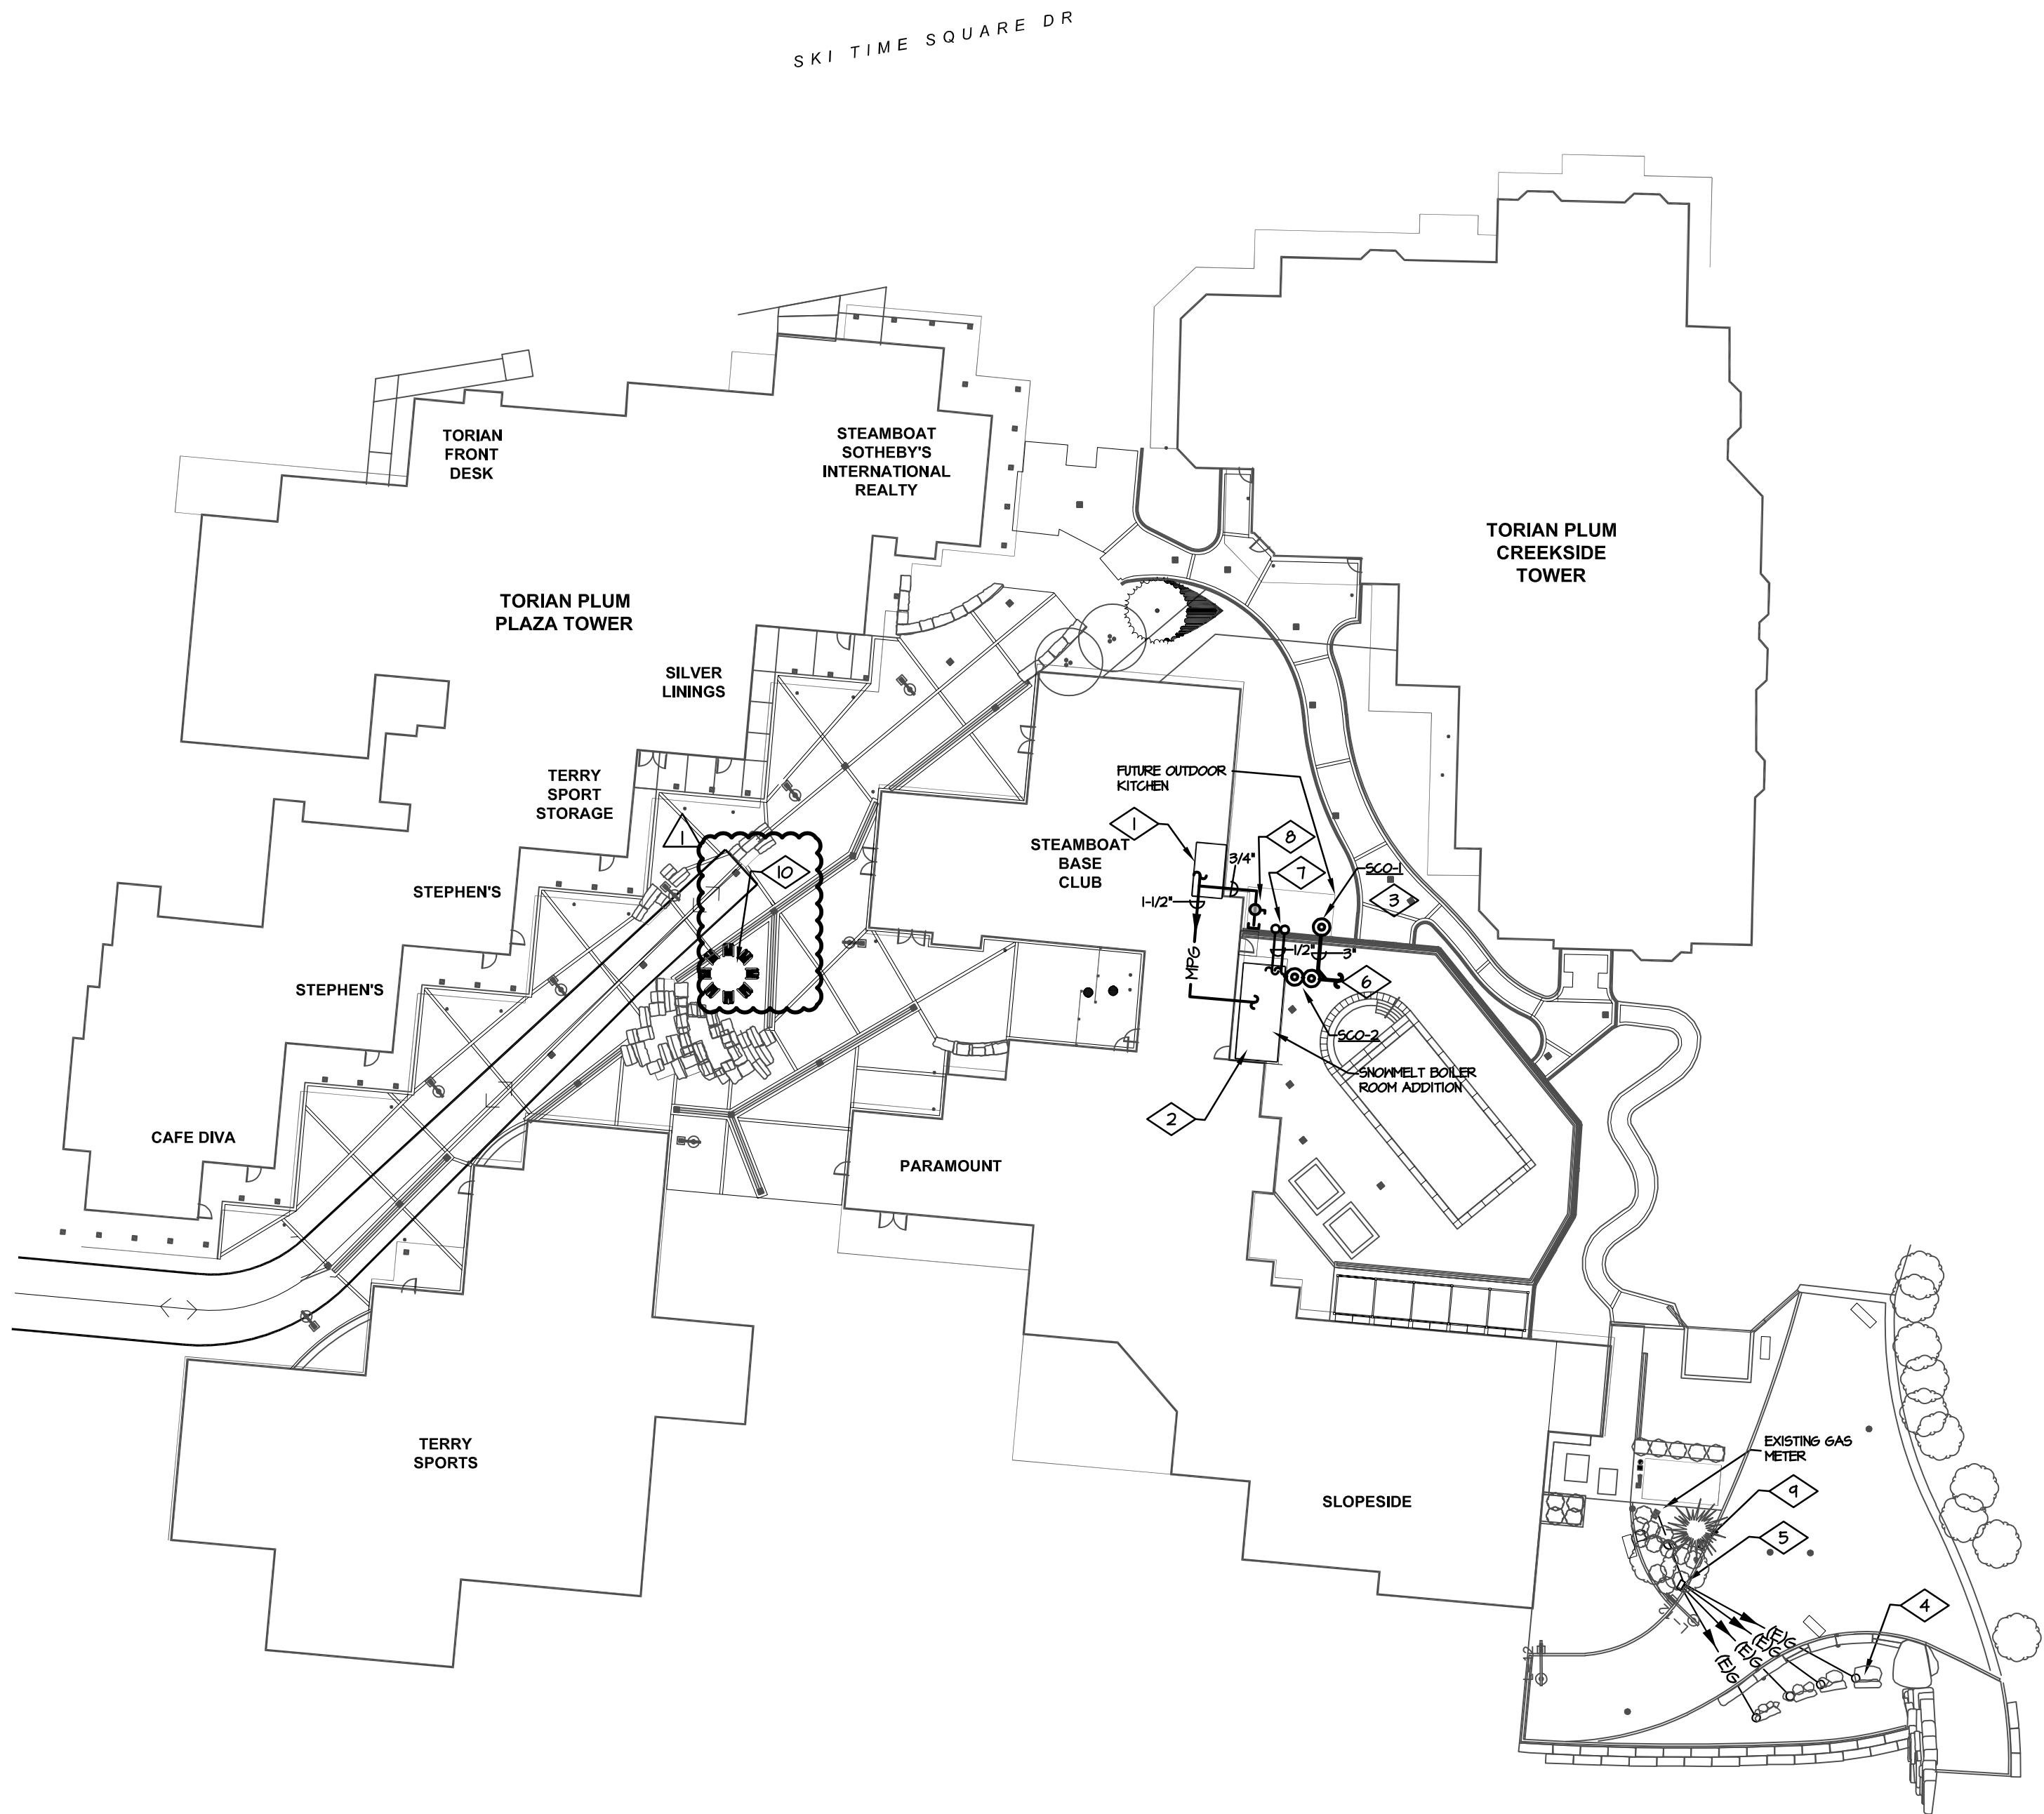 SKI TIME SQUARE DR
TORIAN
FRONT
DESK
STEAMBOAT
SOTHEBY'S
INTERNATIONAL
REALTY
TORIAN PLUM
CREEKSIDE
TOWER
TORIAN PLUM
PLAZA TOWER
SILVER
LININGS
TERRY
SPORT
STORAGE
FUTURE OUTDOOR
KITCHEN
1
1
8
3/4"
7
SCO-1
STEAMBOAT
BASE
CLUB
10
STEPHEN'S
3
1-1/2"
MPG
1/2"
3"
6
STEPHEN'S
SCO-2
SNOWMELT BOILER
ROOM ADDITION
2
CAFE DIVA
PARAMOUNT
TERRY
SPORTS
EXISTING GAS
METER
SLOPESIDE
9
5
4
(E)G
(E)G
(E)G
(E)G